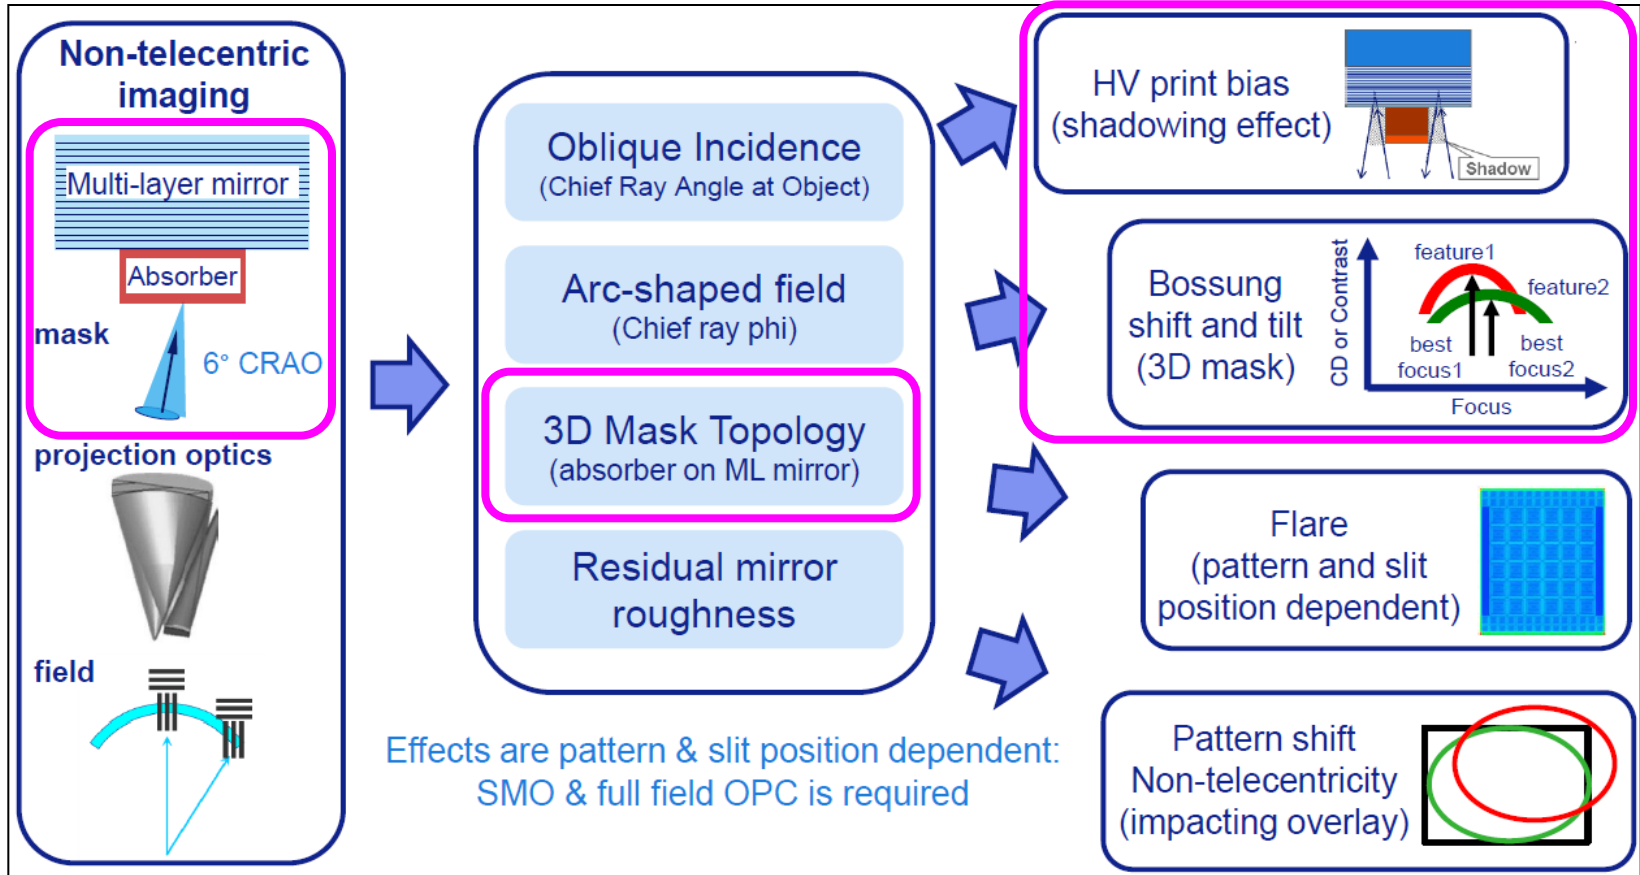 Non-telecentric
imaging
Multi-layer mirror
Absorber
mask
6° CRAO
projection optics
field
Oblique Incidence
(Chief Ray Angle at Object)
Arc-shaped field
(Chief ray phi)
3D Mask Topology
(absorber on ML mirror)
Residual mirror
roughness
Effects are pattern & slit position dependent:
SMO & full field OPC is required
HV print bias
(shadowing effect)
Shadow
Bossung
shift and tilt
(3D mask)
CD or Contrast
feature1
feature2
best
focus1
best
focus2
Focus
Flare
(pattern and slit
position dependent)
Pattern shift
Non-telecentricity
(impacting overlay)